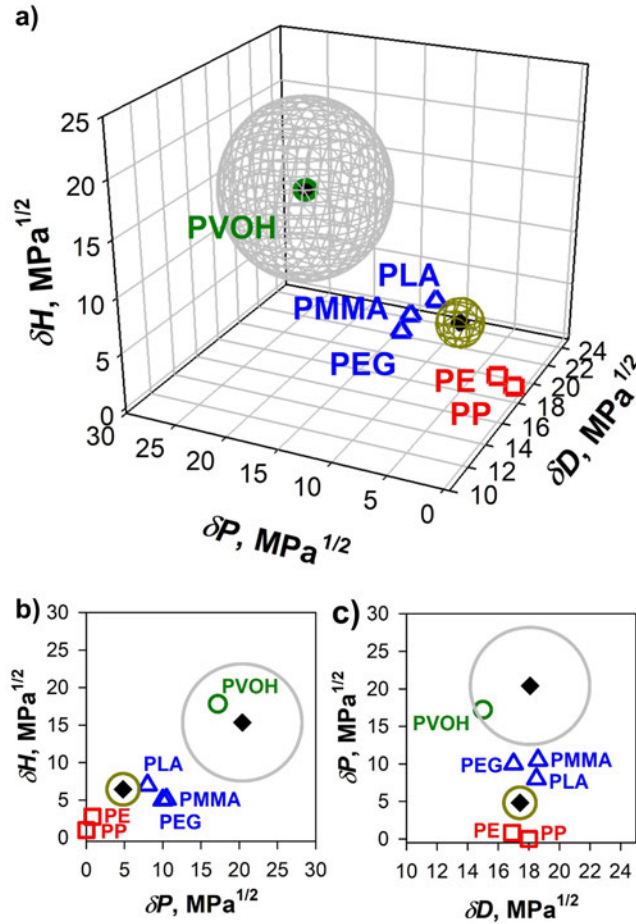 a)
25
20
15
10
5
0
δH, MPa1/2
30
25
20
15
10
5
0
δP, MPa1/2
10
12
14
16
18
20
22
24
δD, MPa1/2
PVOH
PLA
PMMA
PEG
PE
PP
b)
30
25
20
15
10
5
0
δH, MPa1/2
PVOH
PLA
PMMA
PEG
PE
PP
0
10
20
30
δP, MPa1/2
c)
30
25
20
15
10
5
0
δP, MPa1/2
PVOH
PEG
PMMA
PLA
PE
PP
10 12 14 16 18 20 22 24
δD, MPa1/2